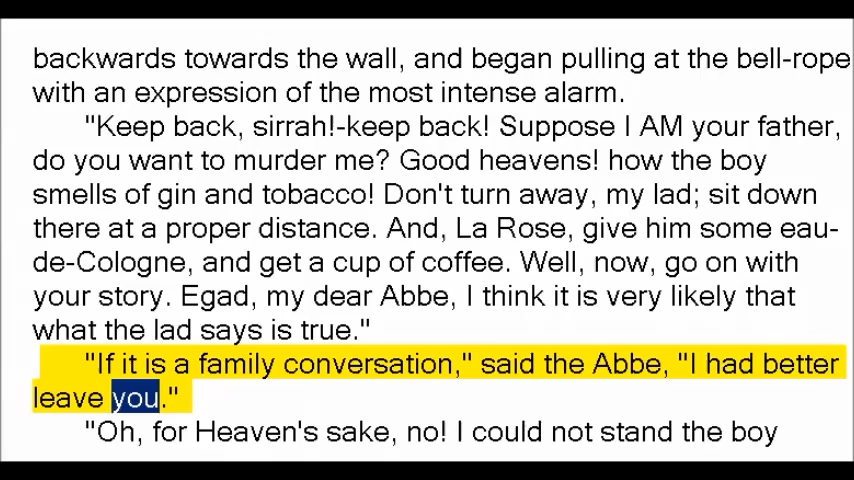 backwards towards the wall, and began pulling at the bell-rope
with an expression of the most intense alarm.
"Keep back, sirrah!-keep back! Suppose I AM your father,
do you want to murder me? Good heavens! how the boy
smells of gin and tobacco! Don't turn away, my lad; sit down
there at a proper distance. And, La Rose, give him some eau-
de-Cologne, and get a cup of coffee. Well, now, go on with
your story. Egad, my dear Abbe, I think it is very likely that
what the lad says is true."
"If it is a family conversation," said the Abbe, "I had better
leave you."
"Oh, for Heaven's sake, no! I could not stand the boy